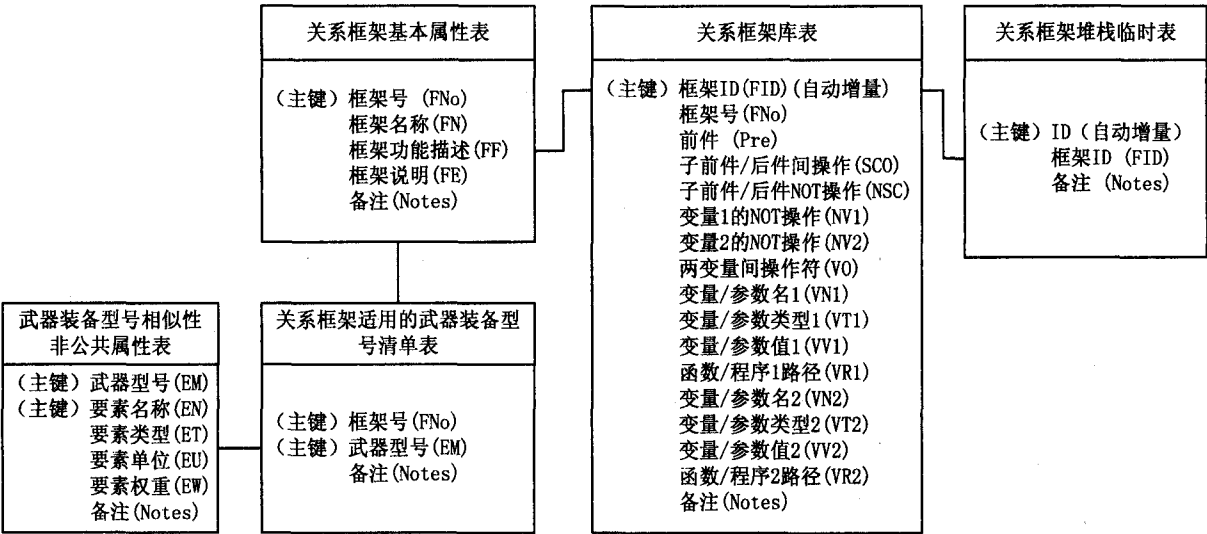 关系框架基本属性表
（主键）框架号 (FNo)
框架名称(FN)
框架功能描述(FF)
框架说明(FE)
备注(Notes)
关系框架库表
（主键）框架ID(FID)(自动增量)
框架号(FNo)
前件 (Pre)
子前件/后件间操作(SCO)
子前件/后件NOT操作(NSC)
变量1的NOT操作(NV1)
变量2的NOT操作(NV2)
两变量间操作符(VO)
变量/参数名1(VN1)
变量/参数类型1(VT1)
变量/参数值1(VV1)
函数/程序1路径(VR1)
变量/参数名2(VN2)
变量/参数类型2(VT2)
变量/参数值2(VV2)
函数/程序2路径(VR2)
备注(Notes)
关系框架堆栈临时表
（主键）ID（自动增量）
框架ID (FID)
备注 (Notes)
武器装备型号相似性
非公共属性表
（主键）武器型号(EM)
（主键）要素名称(EN)
要素类型(ET)
要素单位(EU)
要素权重(EW)
备注(Notes)
关系框架适用的武器装备型
号清单表
（主键）框架号(FNo)
（主键）武器型号(EM)
备注(Notes)